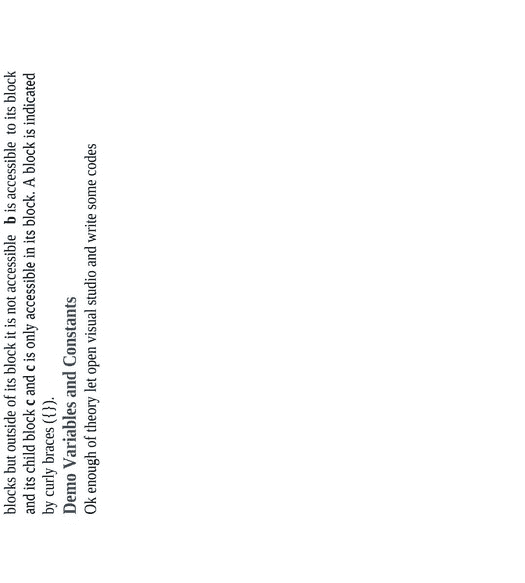 blocks but outside of its block it is not accessible b is accessible to its block
and its child block c and c is only accessible in its block. A block is indicated
by curly braces ({}).
Demo Variables and Constants
Ok enough of theory let open visual studio and write some codes